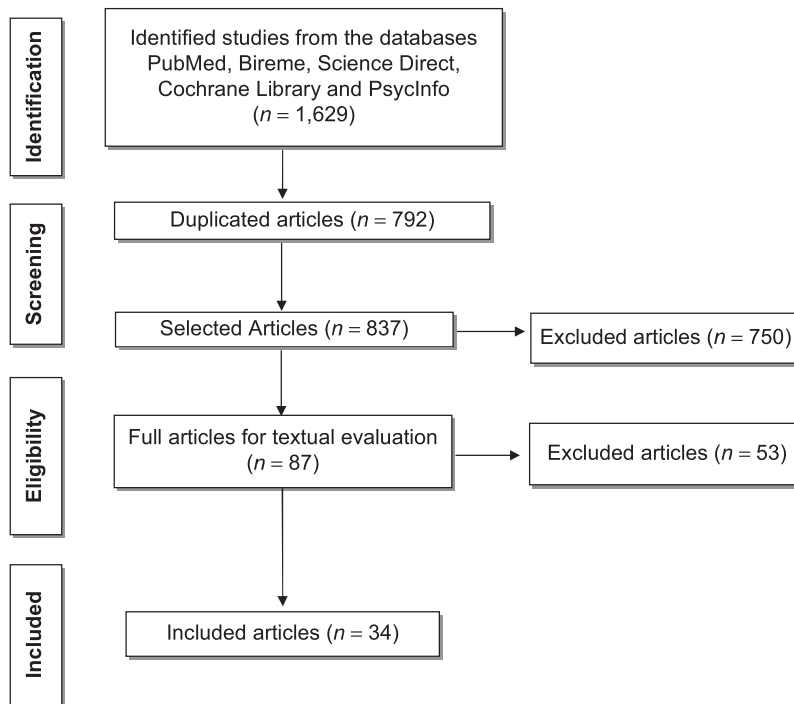 Identification
Identified studies from the databases
PubMed, Bireme, Science Direct,
Cochrane Library and PsycInfo
(n = 1,629)
Screening
Duplicated articles (n = 792)
Selected Articles (n = 837)
Excluded articles (n = 750)
Eligibility
Full articles for textual evaluation
(n = 87)
Excluded articles (n = 53)
Included
Included articles (n = 34)